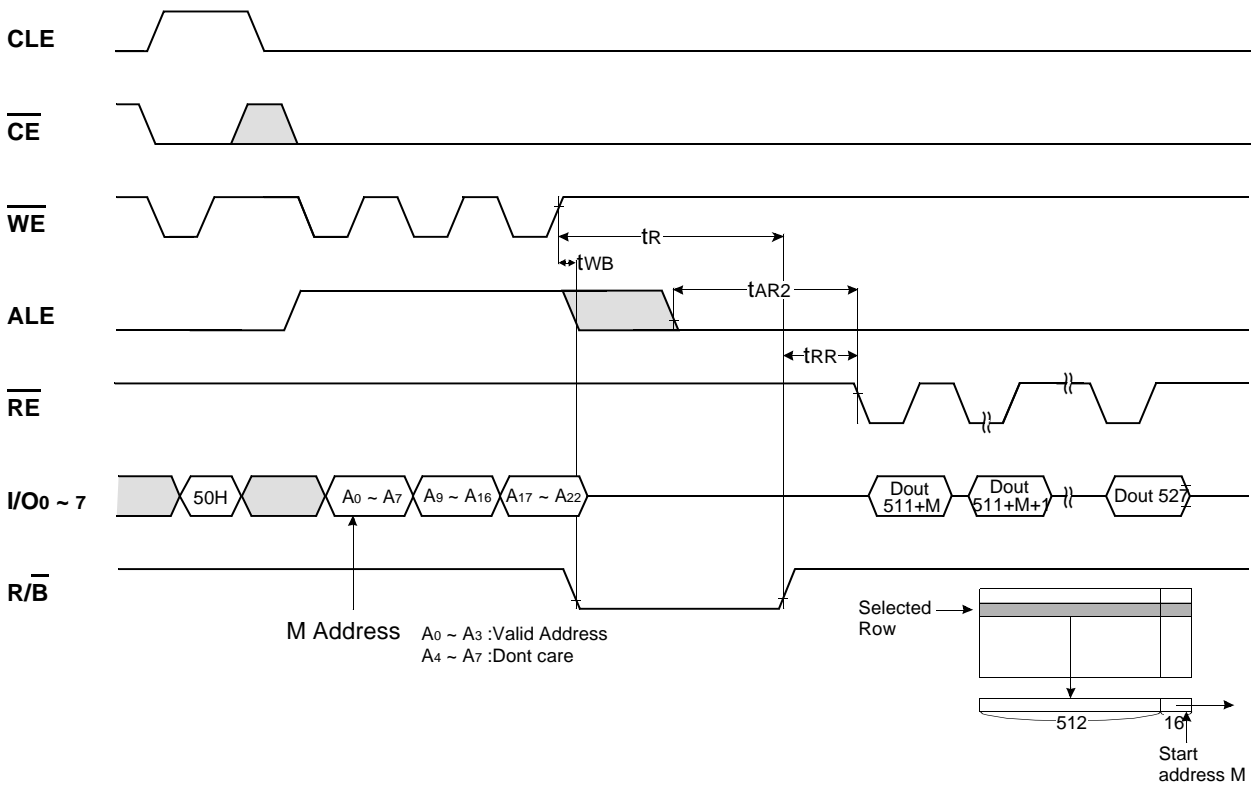 CLE
CE
WE
tR
tWB
ALE
tAR2
tRR
RE
I/O0 ~ 7
50H
A0 ~ A7
A9 ~ A16
A17 ~ A22
Dout
511+M
Dout
511+M+1
Dout 527
R/B
M Address
A0 ~ A3 :Valid Address
A4 ~ A7 :Dont care
Selected
Row
512
16
Start
address M